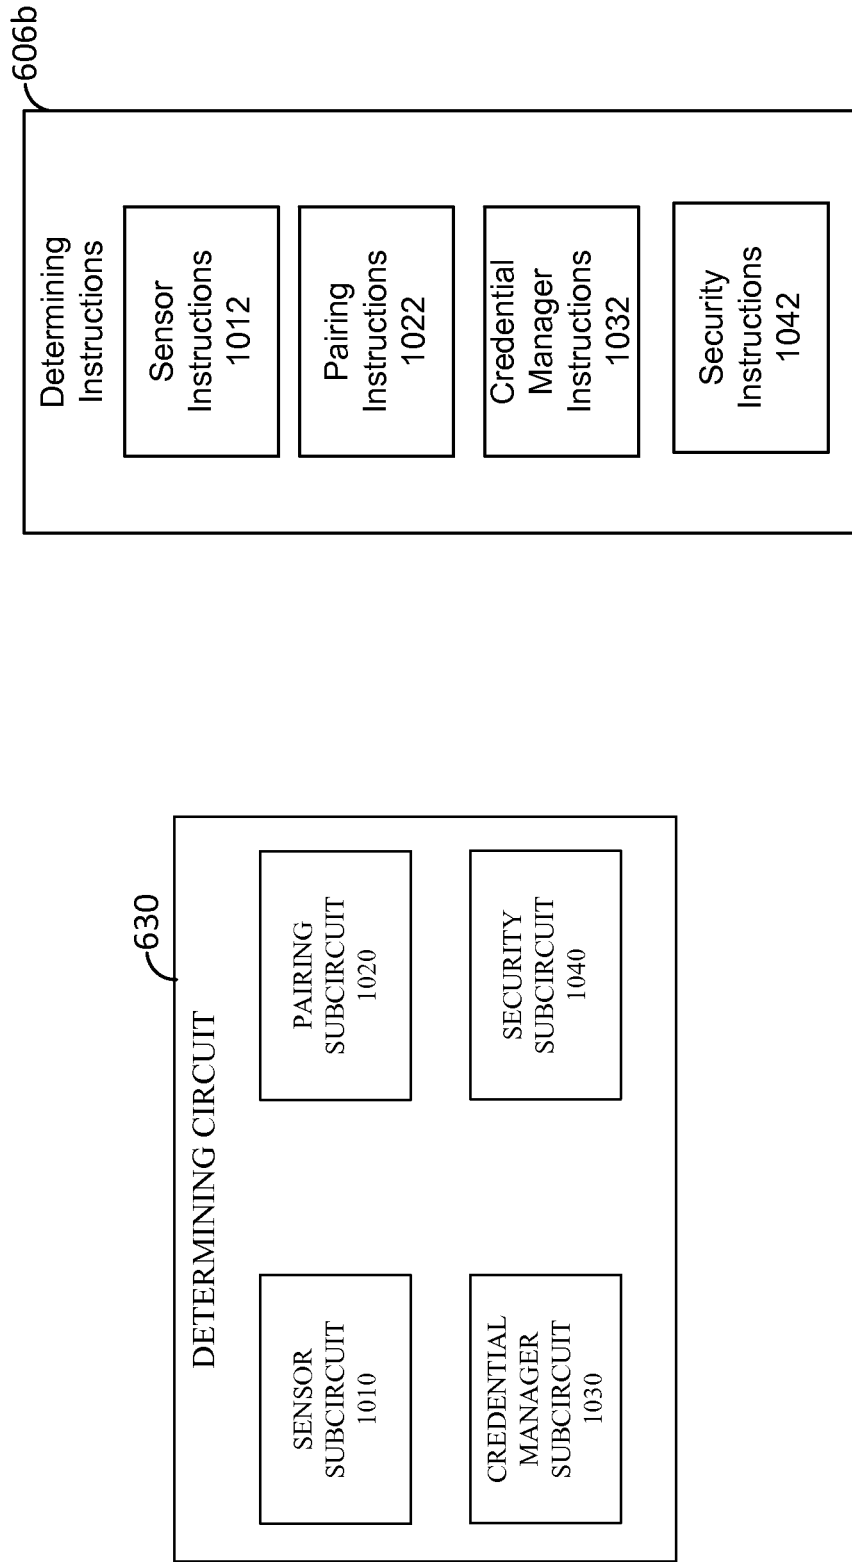 630
DETERMINING CIRCUIT
SENSOR
SUBCIRCUIT
1010
PAIRING
SUBCIRCUIT
1020
CREDENTIAL
MANAGER
SUBCIRCUIT
1030
SECURITY
SUBCIRCUIT
1040
606b
Determining
Instructions
Sensor
Instructions
1012
Pairing
Instructions
1022
Credential
Manager
Instructions
1032
Security
Instructions
1042